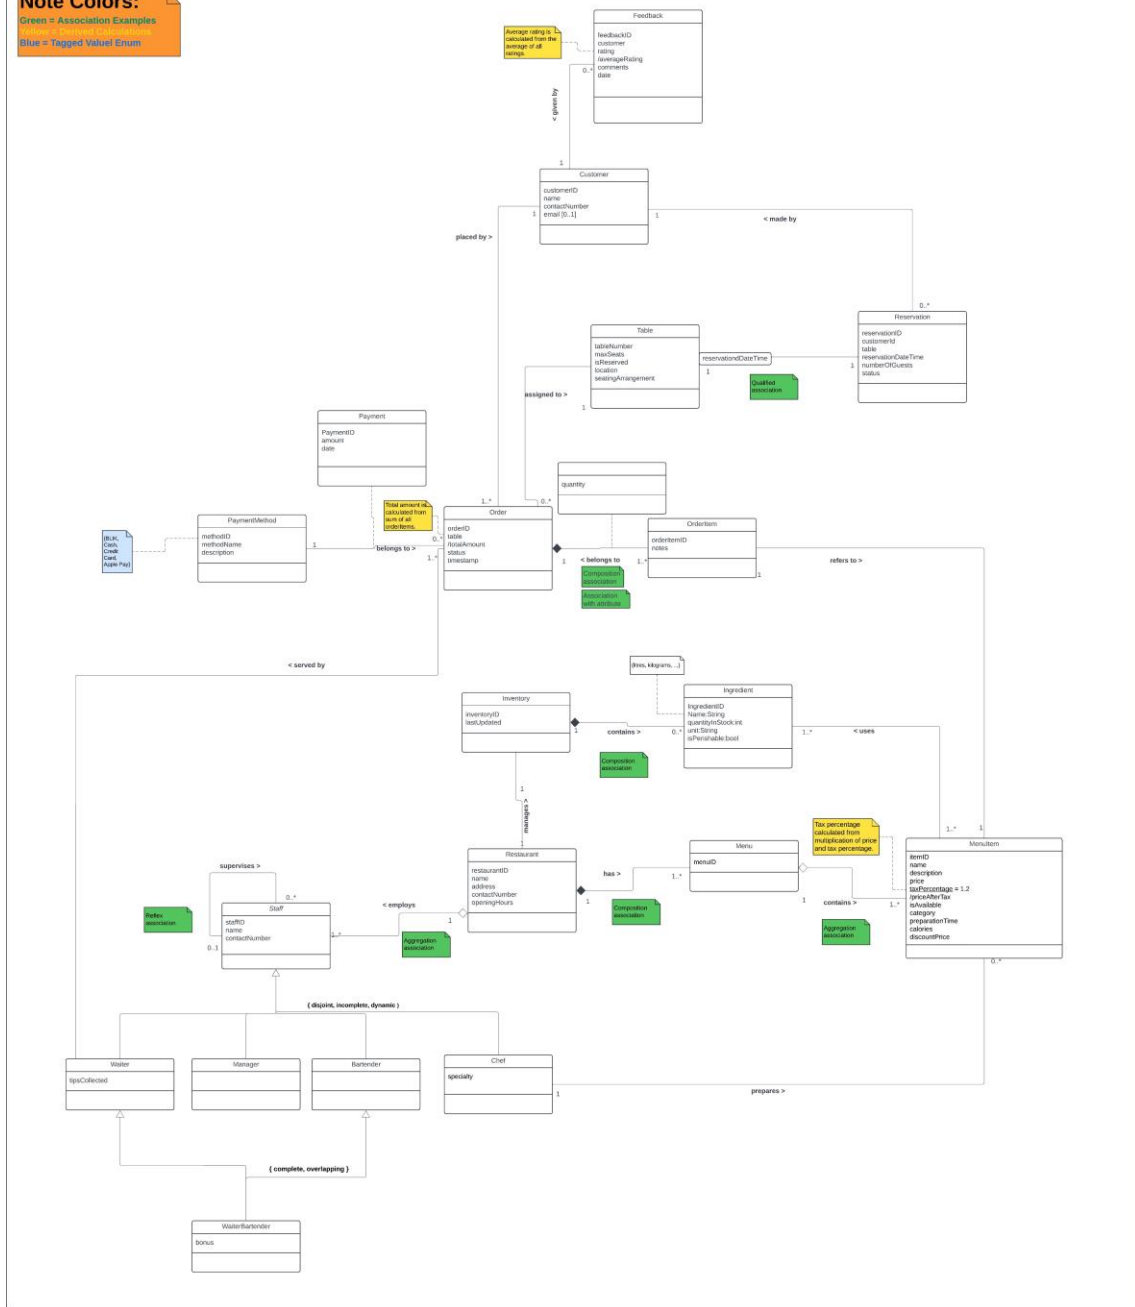 Note Colors:
Green = Association Examples
Yellow = Derived Calculations
Blue = Tagged Valuel Enum
Feedback
feedbackID
customer
rating
/averageRating
comments
date
Average rating is
calculated from the
average of all
0..*
< given by
1
Customer
customerID
name
contactNumber
email [0..1]
1
1
placed by >
< made by
0..*
Reservation
reservationID
customerId
table
reservationDateTime
numberOfGuests
status
Table
tableNumber
maxSeats
isReserved
location
seatingArrangement
reservationdDateTime
1
1
Qualified
association
assigned to >
1
Payment
PaymentID
amount
date
quantity
1..*
0..*
Order
orderID
table
/totalAmount
status
timestamp
Total amount is
calculated from
sum of all
orderItems.
0..*
1..*
PaymentMethod
methodID
methodName
description
(BLIK,
Cash,
Credit
Card,
Apple Pay)
1
belongs to >
OrderItem
orderItemID
notes
1
< belongs to
1..*
Composition
association
Association
with attribute
1
refers to >
< served by
(litres, kilograms, ...)
Inventory
inventoryID
lastUpdated
1
contains >
0..*
Composition
association
Ingredient
IngredientID
Name:String
quantityInStock:int
unit:String
isPerishable:bool
1..*
< uses
1
manages >
1
1..*
1
Restaurant
restaurantID
name
address
contactNumber
openingHours
has >
1
1..*
Composition
association
Menu
menuID
Tax percentage
calculated from
multiplication of price
and tax percentage.
1
contains >
1..*
Aggregation
association
MenuItem
itemID
name
description
price
taxPercentage = 1.2
/priceAfterTax
isAvailable
category
preparationTime
calories
discountPrice
0..*
supervises >
0..*
Staff
staffID
name
contactNumber
0..1
Reflex
association
< employs
1
1..*
Aggregation
association
{ disjoint, incomplete, dynamic }
Waiter
tipsCollected
Manager
Bartender
Chef
specialty
1
prepares >
{ complete, overlapping }
WaiterBartender
bonus